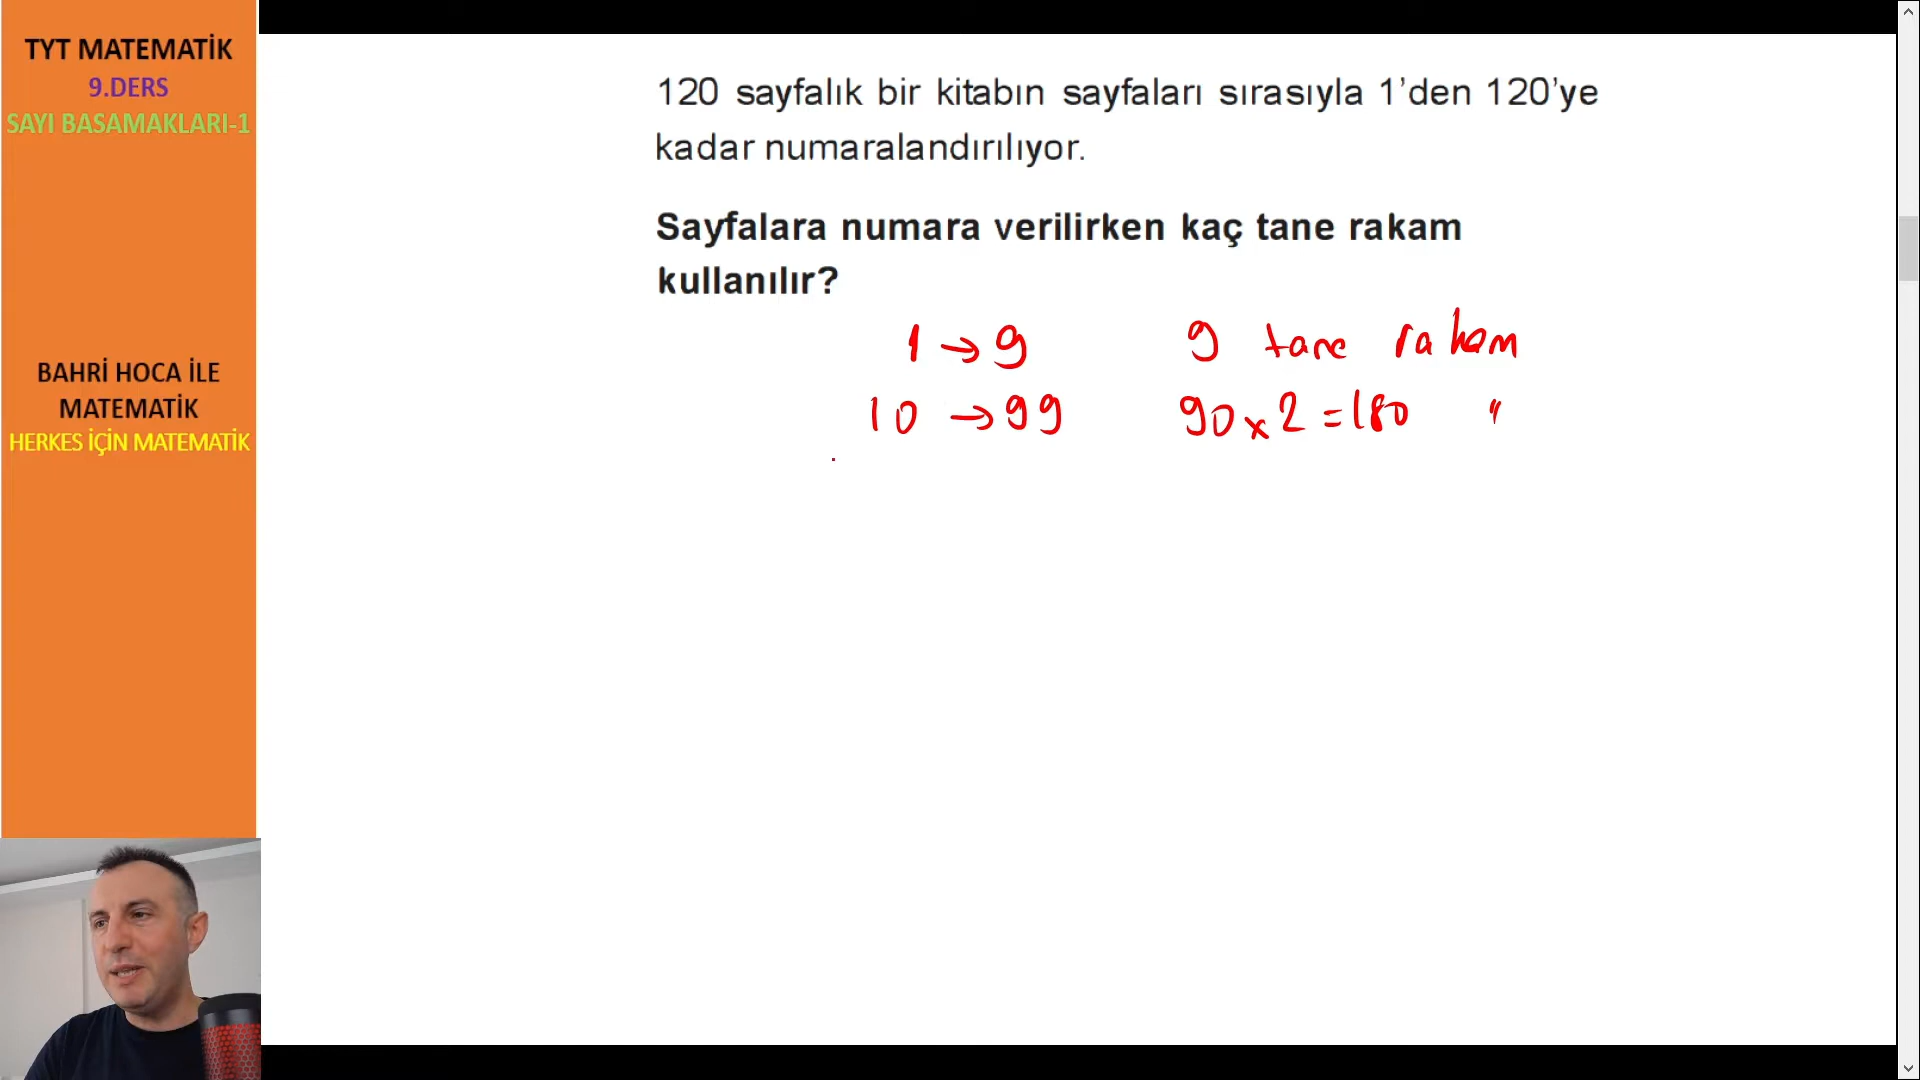 TYT MATEMATİK
9.DERS
SAYI BASAMAKLARI-1
BAHRİ HOCA İLE
MATEMATİK
HERKES İÇİN MATEMATİK
120 sayfalık bir kitabın sayfaları sırasıyla 1’den 120’ye
kadar numaralandırılıyor.
Sayfalara numara verilirken kaç tane rakam
kullanılır?
1 → 9 9 tane rakam
10 → 99 90 x 2 = 180 "